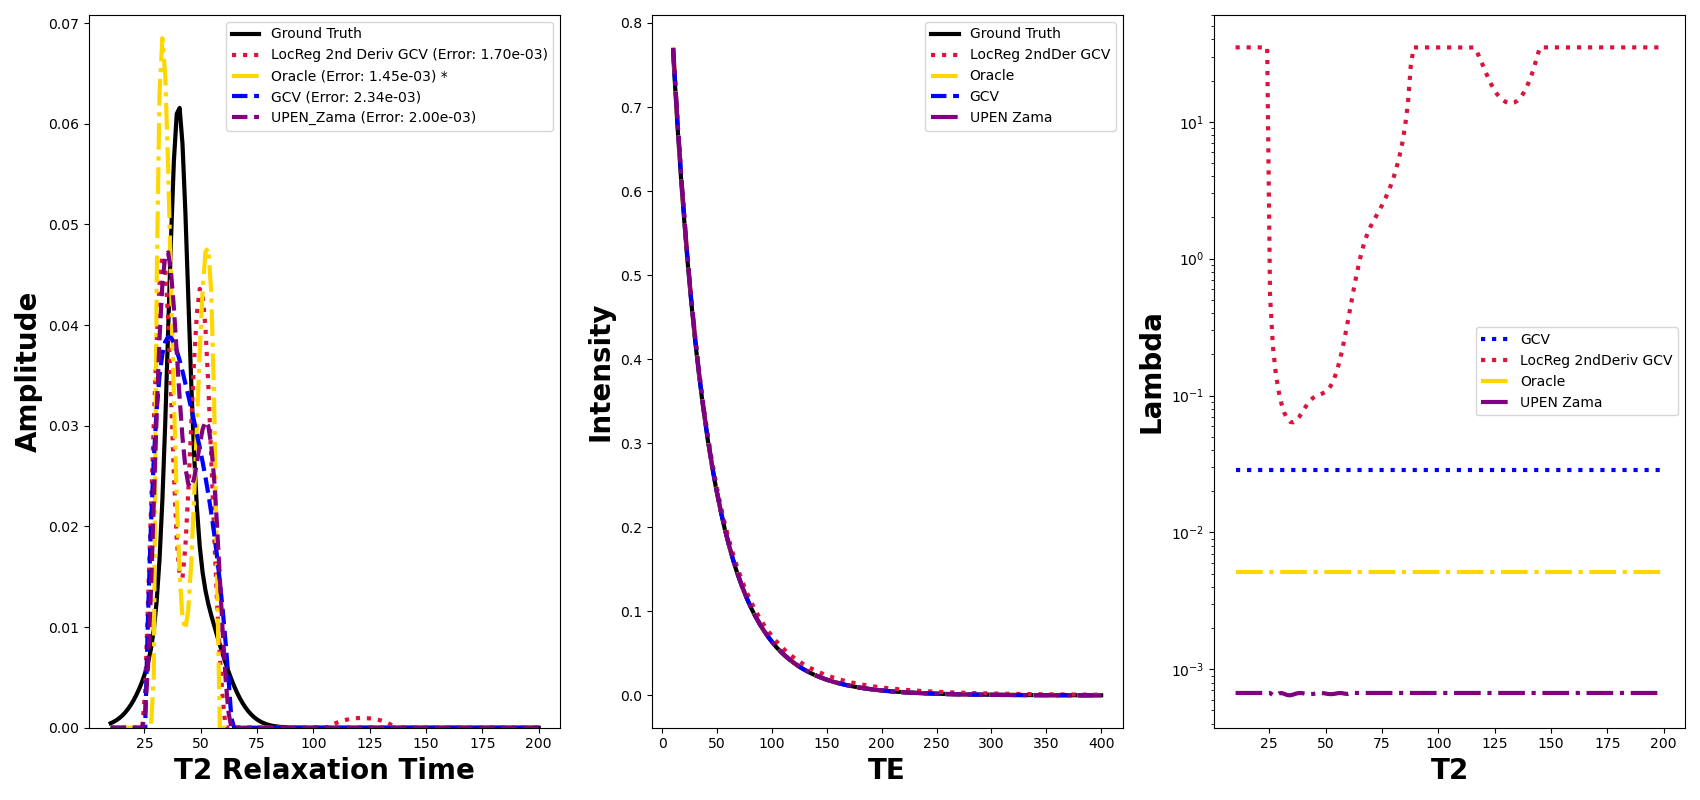 0.07
0.06
0.05
0.04
0.03
0.02
0.01
0.00
Amplitude
Ground Truth
LocReg 2nd Deriv GCV (Error: 1.70e-03)
Oracle (Error: 1.45e-03) *
GCV (Error: 2.34e-03)
UPEN_Zama (Error: 2.00e-03)
25 50 75 100 125 150 175 200
T2 Relaxation Time
0.8
0.7
0.6
0.5
0.4
0.3
0.2
0.1
0.0
Intensity
Ground Truth
LocReg 2ndDer GCV
Oracle
GCV
UPEN Zama
0 50 100 150 200 250 300 350 400
TE
10^1
10^0
10^-1
10^-2
10^-3
Lambda
GCV
LocReg 2ndDeriv GCV
Oracle
UPEN Zama
25 50 75 100 125 150 175 200
T2